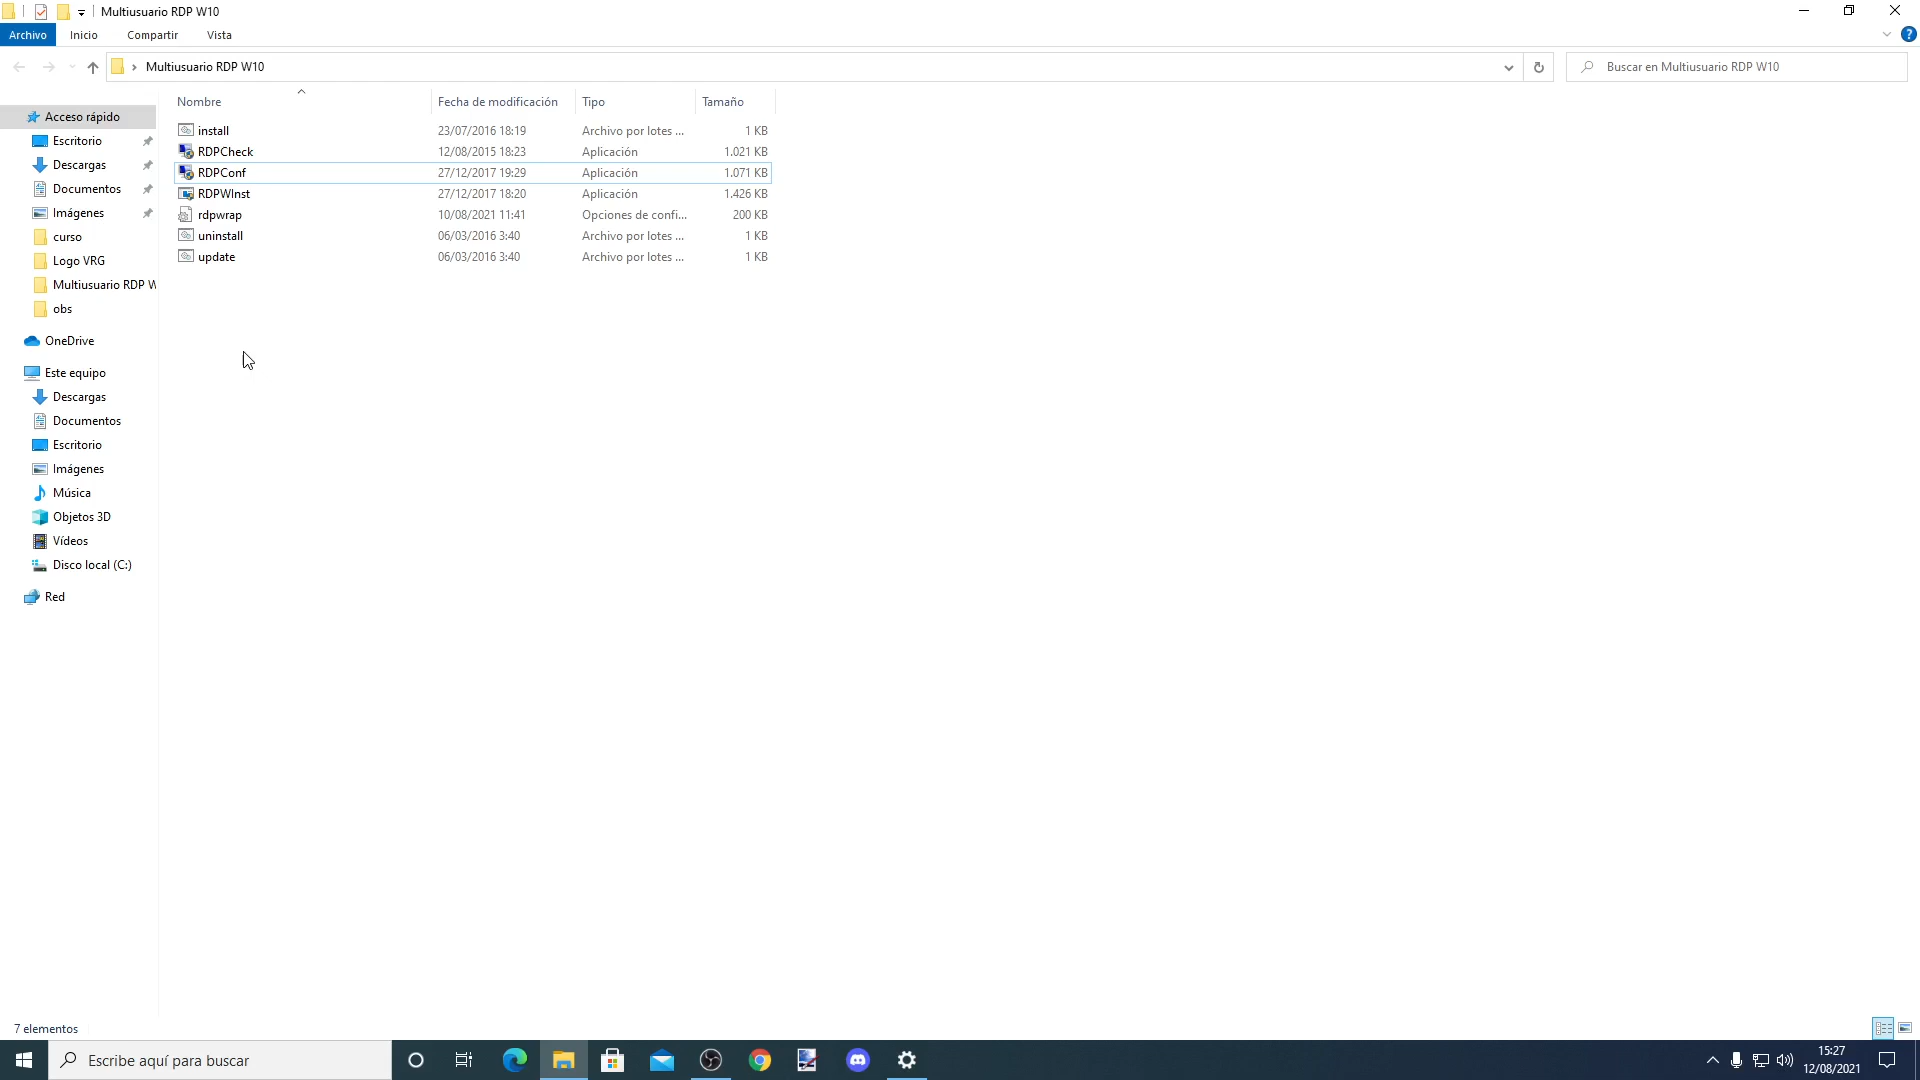 Multiusuario RDP W10
Archivo Inicio Compartir Vista
Multiusuario RDP W10
Buscar en Multiusuario RDP W10
Nombre Fecha de modificación Tipo Tamaño
install 23/07/2016 18:19 Archivo por lotes ... 1 KB
RDPCheck 12/08/2015 18:23 Aplicación 1.021 KB
RDPConf 27/12/2017 19:29 Aplicación 1.071 KB
RDPWInst 27/12/2017 18:20 Aplicación 1.426 KB
rdpwrap 10/08/2021 11:41 Opciones de confi... 200 KB
uninstall 06/03/2016 3:40 Archivo por lotes ... 1 KB
update 06/03/2016 3:40 Archivo por lotes ... 1 KB
Acceso rápido
Escritorio
Descargas
Documentos
Imágenes
curso
Logo VRG
Multiusuario RDP W
obs
OneDrive
Este equipo
Descargas
Documentos
Escritorio
Imágenes
Música
Objetos 3D
Vídeos
Disco local (C:)
Red
7 elementos
Escribe aquí para buscar
15:27
12/08/2021